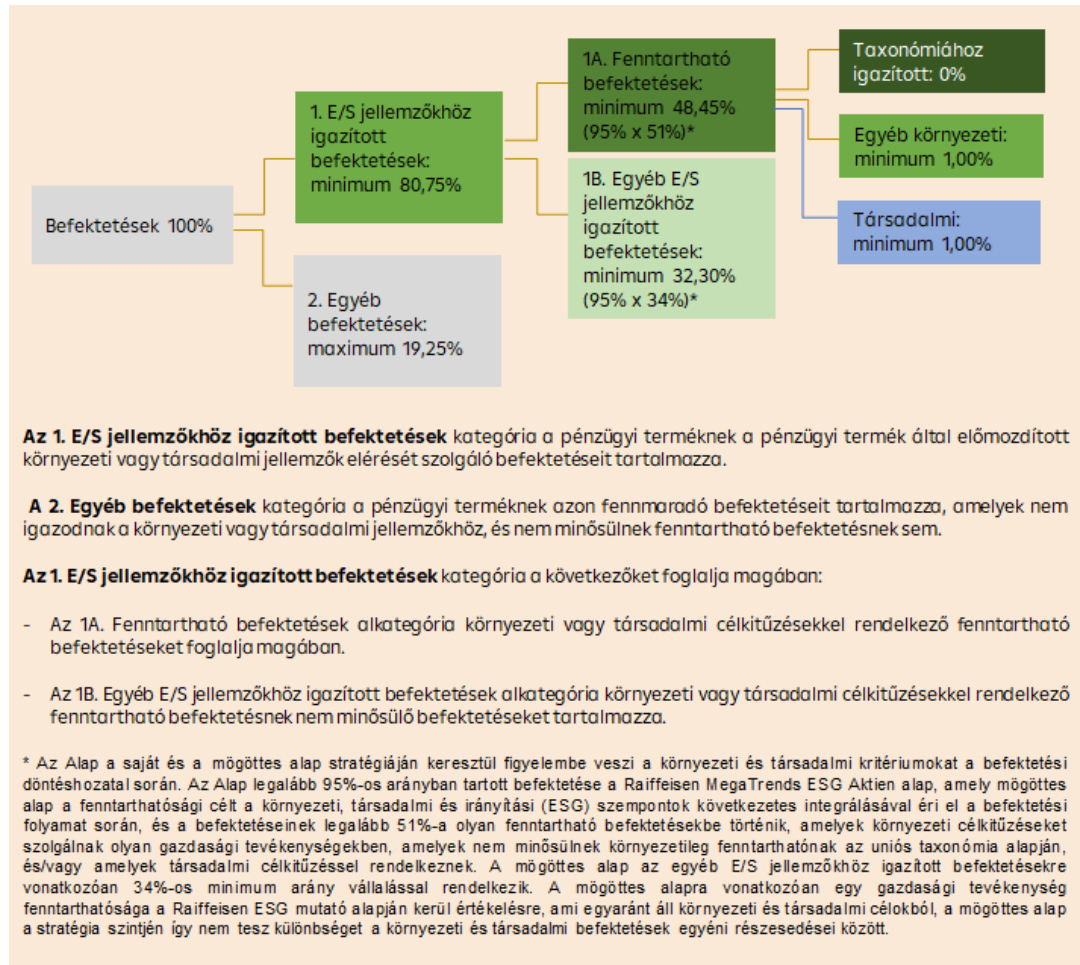 Befektetések 100%
1. E/S jellemzőkhöz
igazított
befektetések:
minimum 80,75%
2. Egyéb
befektetések:
maximum 19,25%
1A. Fenntartható
befektetések:
minimum 48,45%
(95% x 51%)*
1B. Egyéb E/S
jellemzőkhöz
igazított
befektetések:
minimum 32,30%
(95% x 34%)*
Taxonómiához
igazított: 0%
Egyéb környezeti:
minimum 1,00%
Társadalmi:
minimum 1,00%
Az 1. E/S jellemzőkhöz igazított befektetések kategória a pénzügyi terméknek a pénzügyi termék által előmozdított
környezeti vagy társadalmi jellemzők elérését szolgáló befektetéseit tartalmazza.
A 2. Egyéb befektetések kategória a pénzügyi terméknek azon fennmaradó befektetéseit tartalmazza, amelyek nem
igazodnak a környezeti vagy társadalmi jellemzőkhöz, és nem minősülnek fenntartható befektetésnek sem.
Az 1. E/S jellemzőkhöz igazított befektetések kategória a következőket foglalja magában:
- Az 1A. Fenntartható befektetések alkategória környezeti vagy társadalmi célkitűzésekkel rendelkező fenntartható
befektetéseket foglalja magában.
- Az 1B. Egyéb E/S jellemzőkhöz igazított befektetések alkategória környezeti vagy társadalmi célkitűzésekkel rendelkező
fenntartható befektetésnek nem minősülő befektetéseket tartalmazza.
* Az Alap a saját és a mögöttes alap stratégiáján keresztül figyelembe veszi a környezeti és társadalmi kritériumokat a befektetési
döntéshozatal során. Az Alap legalább 95%-os arányban tartott befektetése a Raiffeisen MegaTrends ESG Aktien alap, amely mögöttes
alap a fenntarthatósági célt a környezeti, társadalmi és irányítási (ESG) szempontok következetes integrálásával éri el a befektetési
folyamat során, és a befektetéseinek legalább 51%-a olyan fenntartható befektetésekbe történik, amelyek környezeti célkitűzéseket
szolgálnak olyan gazdasági tevékenységekben, amelyek nem minősülnek környezetileg fenntarthatónak az uniós taxonómia alapján,
és/vagy amelyek társadalmi célkitűzéssel rendelkeznek. A mögöttes alap az egyéb E/S jellemzőkhöz igazított befektetésekre
vonatkozóan 34%-os minimum arány vállalással rendelkezik. A mögöttes alapra vonatkozóan egy gazdasági tevékenység
fenntarthatósága a Raiffeisen ESG mutató alapján kerül értékelésre, ami egyaránt áll környezeti és társadalmi célokból, a mögöttes alap
a stratégia szintjén így nem tesz különbséget a környezeti és társadalmi befektetések egyéni részesedései között.